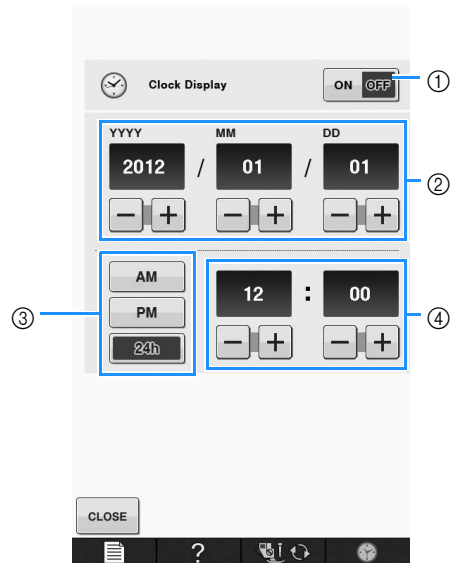 Clock Display ON OFF ①
YYYY MM DD
2012 / 01 / 01 ②
− + − + − +
AM
PM
24h
③
12 : 00
④
− + − +
CLOSE
?